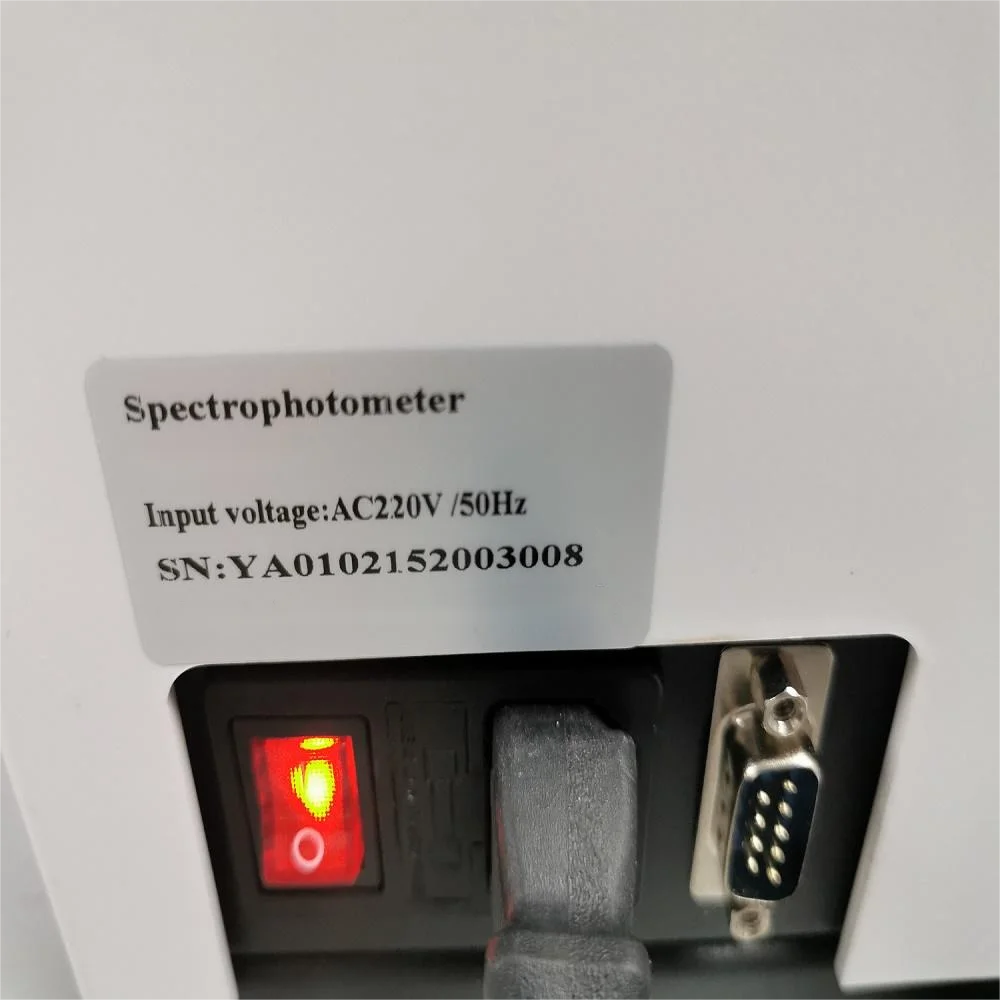 Spectrophotometer
Input voltage:AC220V /50Hz
SN:YA0102152003008